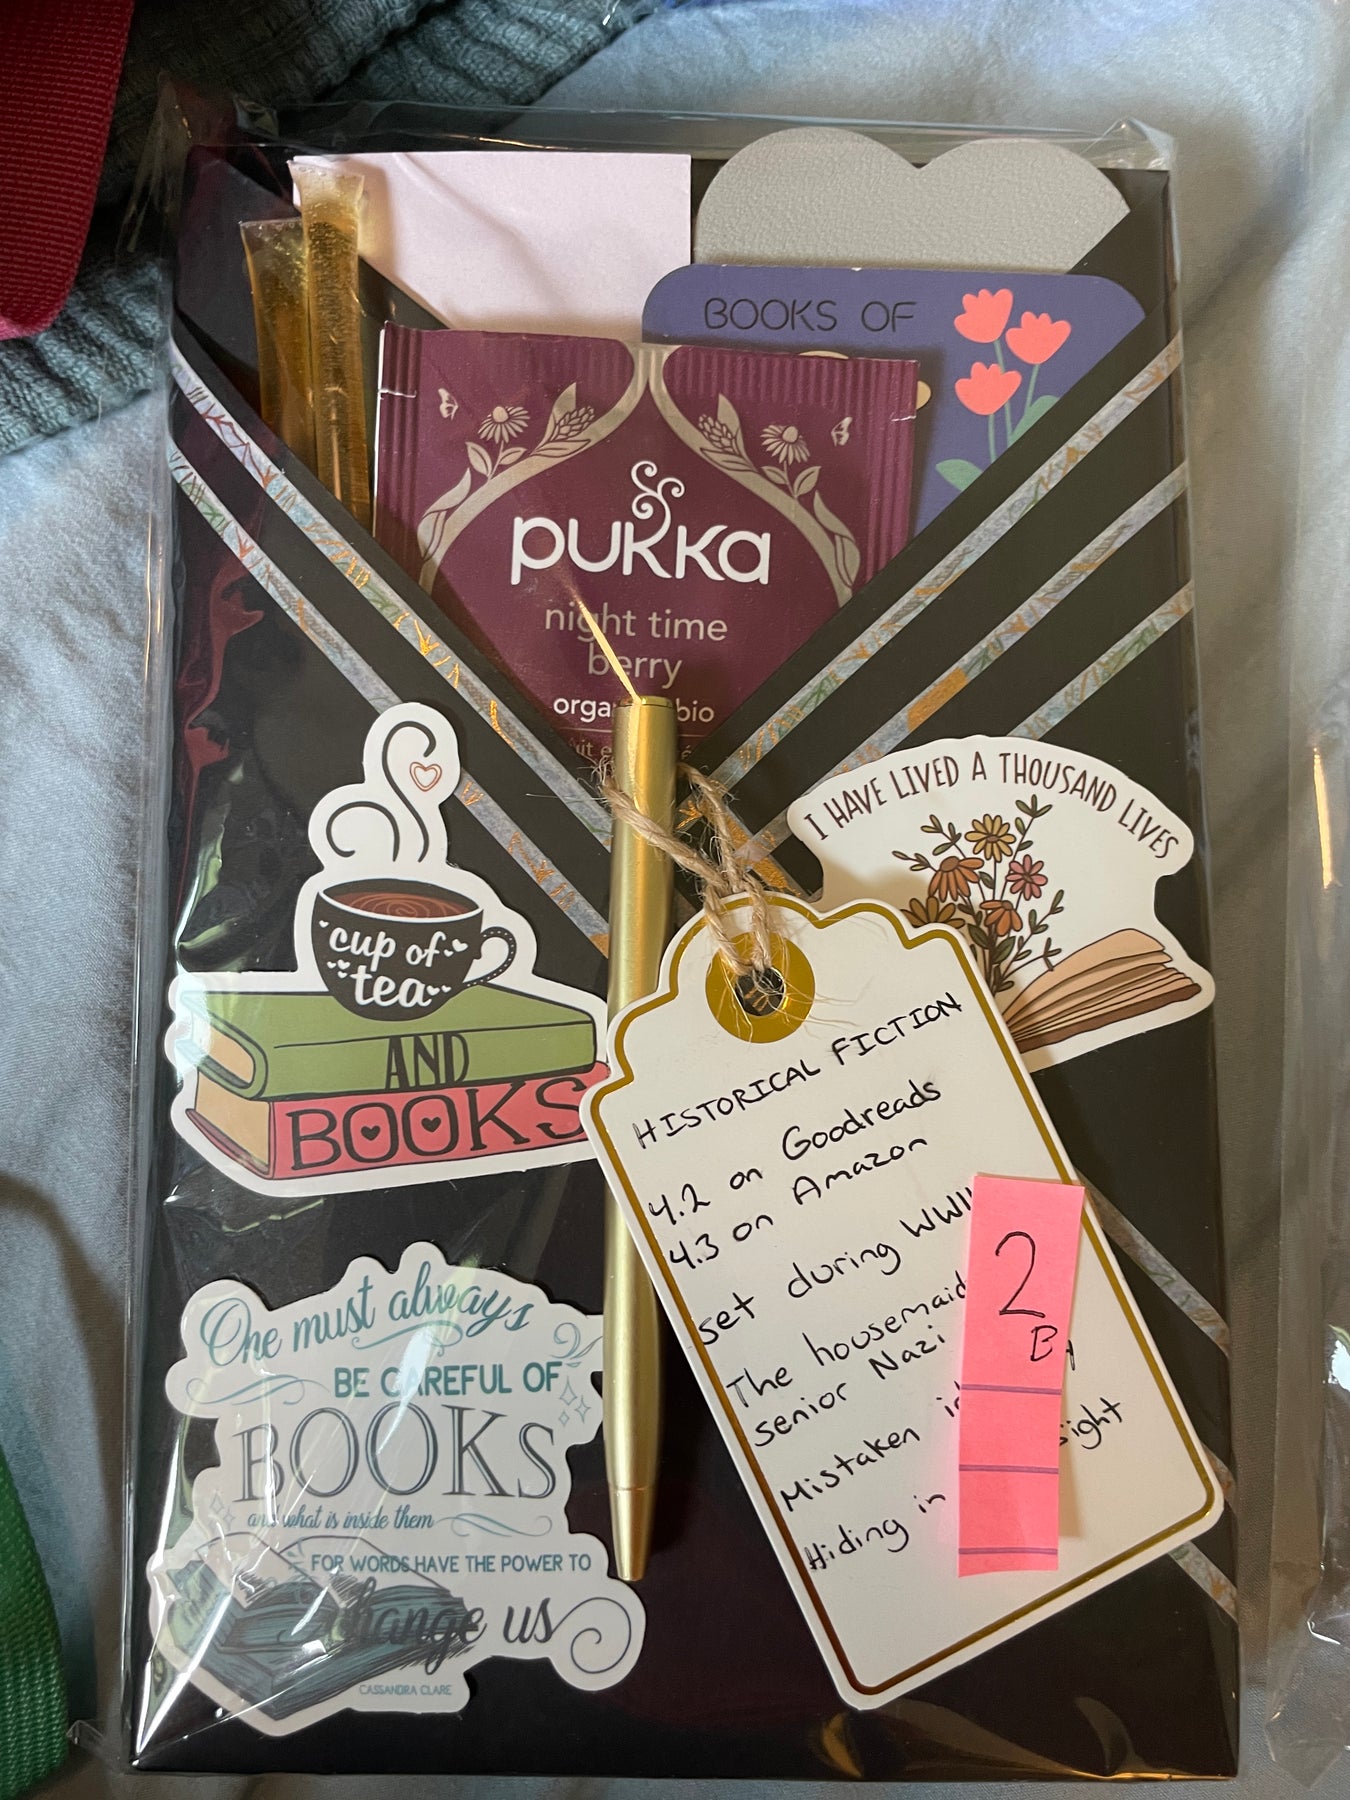 BOOKS OF
pukka
night time
berry
bio
cup of
tea
AND
BOOKS
I HAVE LIVED A THOUSAND LIVES
HISTORICAL FICTION
4.2 on Goodreads
4.3 on Amazon
set during WWII
The housemaid
senior Nazi
Mistaken
Hiding in sight
2
B
One must always
BE CAREFUL OF
BOOKS
and what is inside them
FOR WORDS HAVE THE POWER TO
change us
CASSANDRA CLARE